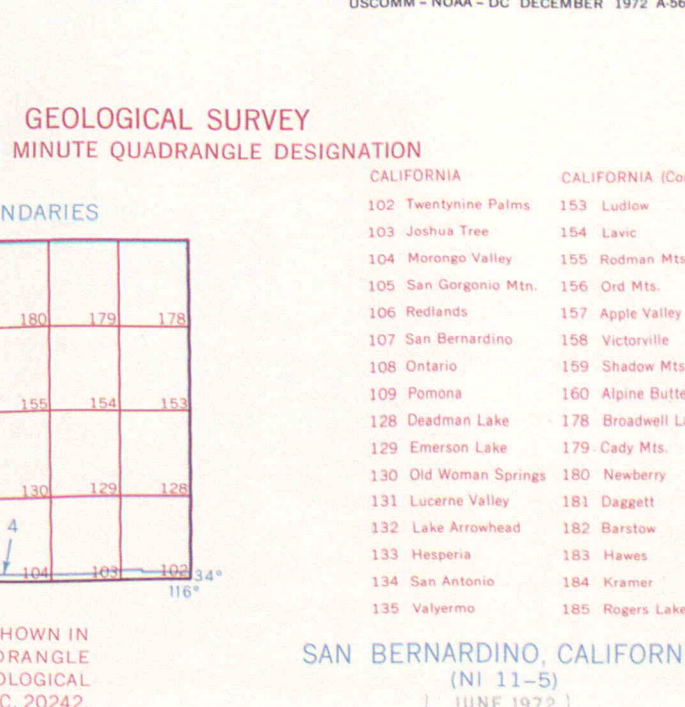 USCOMM – NOAA – DC DECEMBER 1972 A-56
GEOLOGICAL SURVEY
MINUTE QUADRANGLE DESIGNATION
NDARIES
180 179 178
155 154 153
130 129 128
4
104 103 102
34°
116°
HOWN IN
DRANGLE
OLOGICAL
C. 20242
CALIFORNIA
102 Twentynine Palms
103 Joshua Tree
104 Morongo Valley
105 San Gorgonio Mtn.
106 Redlands
107 San Bernardino
108 Ontario
109 Pomona
128 Deadman Lake
129 Emerson Lake
130 Old Woman Springs
131 Lucerne Valley
132 Lake Arrowhead
133 Hesperia
134 San Antonio
135 Valyermo
CALIFORNIA (Co
153 Ludlow
154 Lavic
155 Rodman Mts
156 Ord Mts.
157 Apple Valley
158 Victorville
159 Shadow Mts
160 Alpine Butte
178 Broadwell L
179 Cady Mts.
180 Newberry
181 Daggett
182 Barstow
183 Hawes
184 Kramer
185 Rogers Lake
SAN BERNARDINO, CALIFORN
(NI 11–5)
JUNE 1972